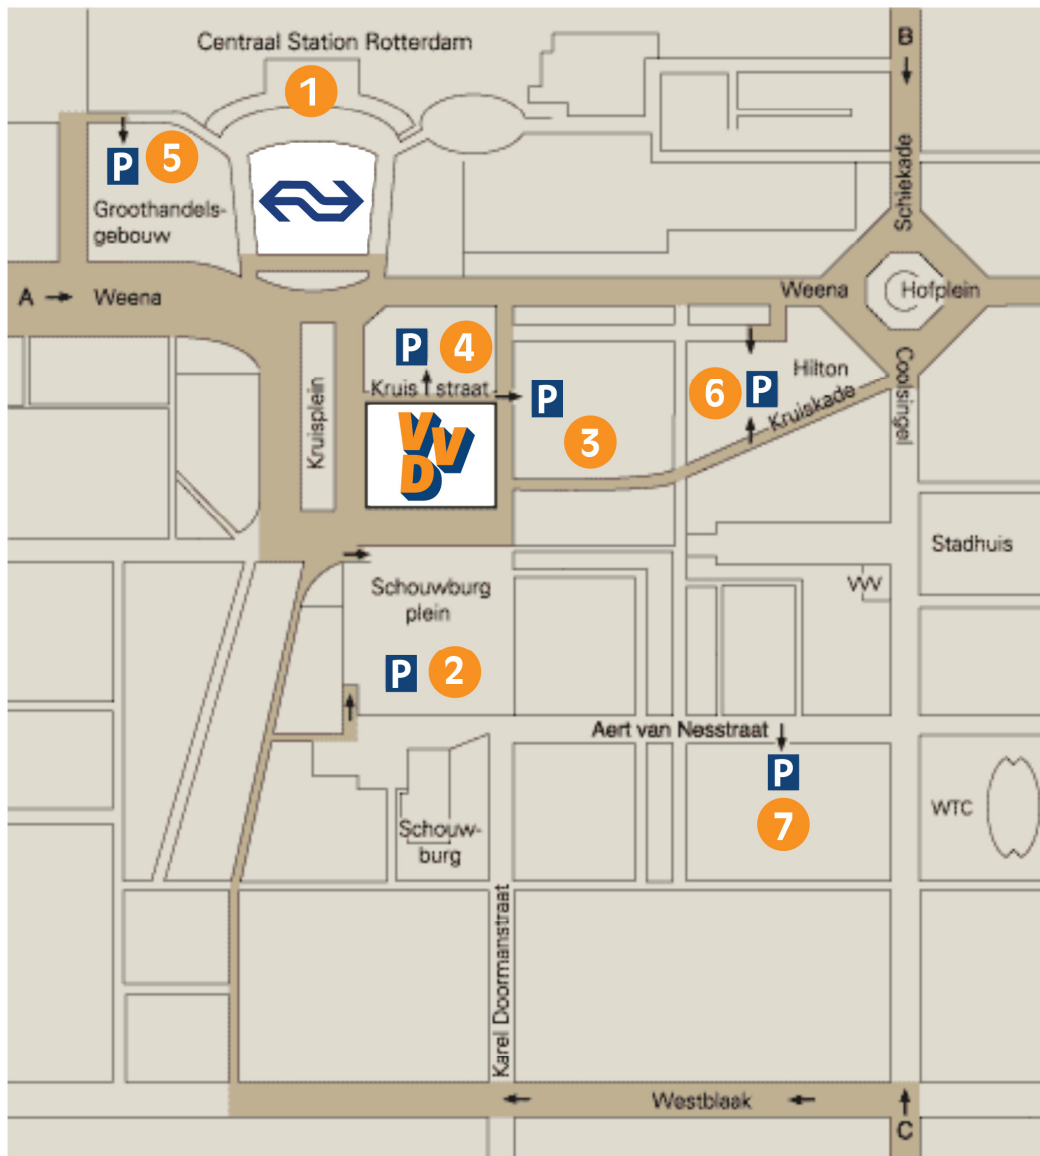 Centraal Station Rotterdam
B
1
P 5
Groothandels-
gebouw
Schiekade
A
Weena
Weena
Hofplein
P 4
Kruis straat
P
3
6 P
Hilton
Kruiskade
Coolsingel
Kruisplein
VVD
Stadhuis
VVV
Schouwburg
plein
P 2
Aert van Nesstraat
P
7
WTC
Schouw-
burg
Karel Doormanstraat
Westblaak
C